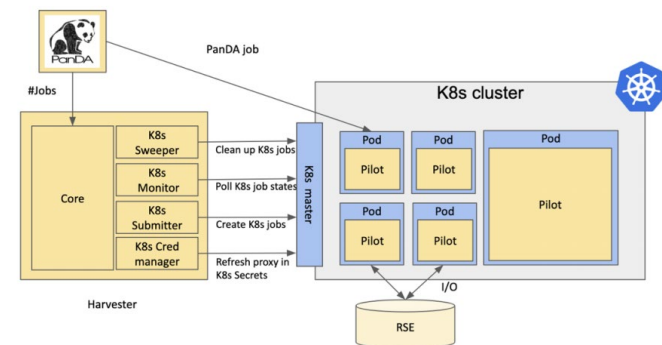 PanDA
PanDA job
#Jobs
K8s cluster
Core
K8s
Sweeper
Clean up K8s jobs
K8s
Monitor
Poll K8s job states
K8s
Submitter
Create K8s jobs
K8s Cred
manager
Refresh proxy in
K8s Secrets
Harvester
K8s master
Pod
Pilot
Pod
Pilot
Pod
Pilot
Pod
Pilot
Pod
Pilot
I/O
RSE